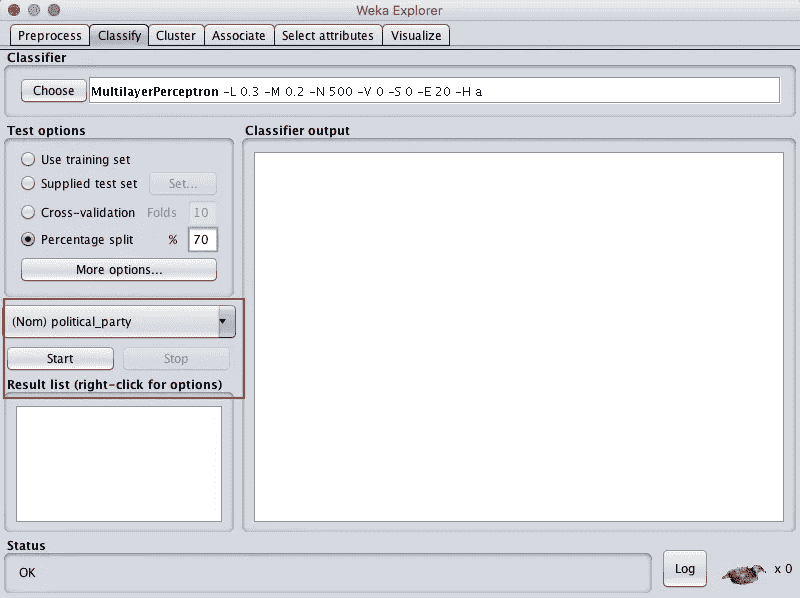 Weka Explorer
Preprocess Classify Cluster Associate Select attributes Visualize
Classifier
Choose MultilayerPerceptron -L 0.3 -M 0.2 -N 500 -V 0 -S 0 -E 20 -H a
Test options
Use training set
Supplied test set Set...
Cross-validation Folds 10
Percentage split % 70
More options...
(Nom) political_party
Start Stop
Result list (right-click for options)
Classifier output
Status
OK
Log x 0